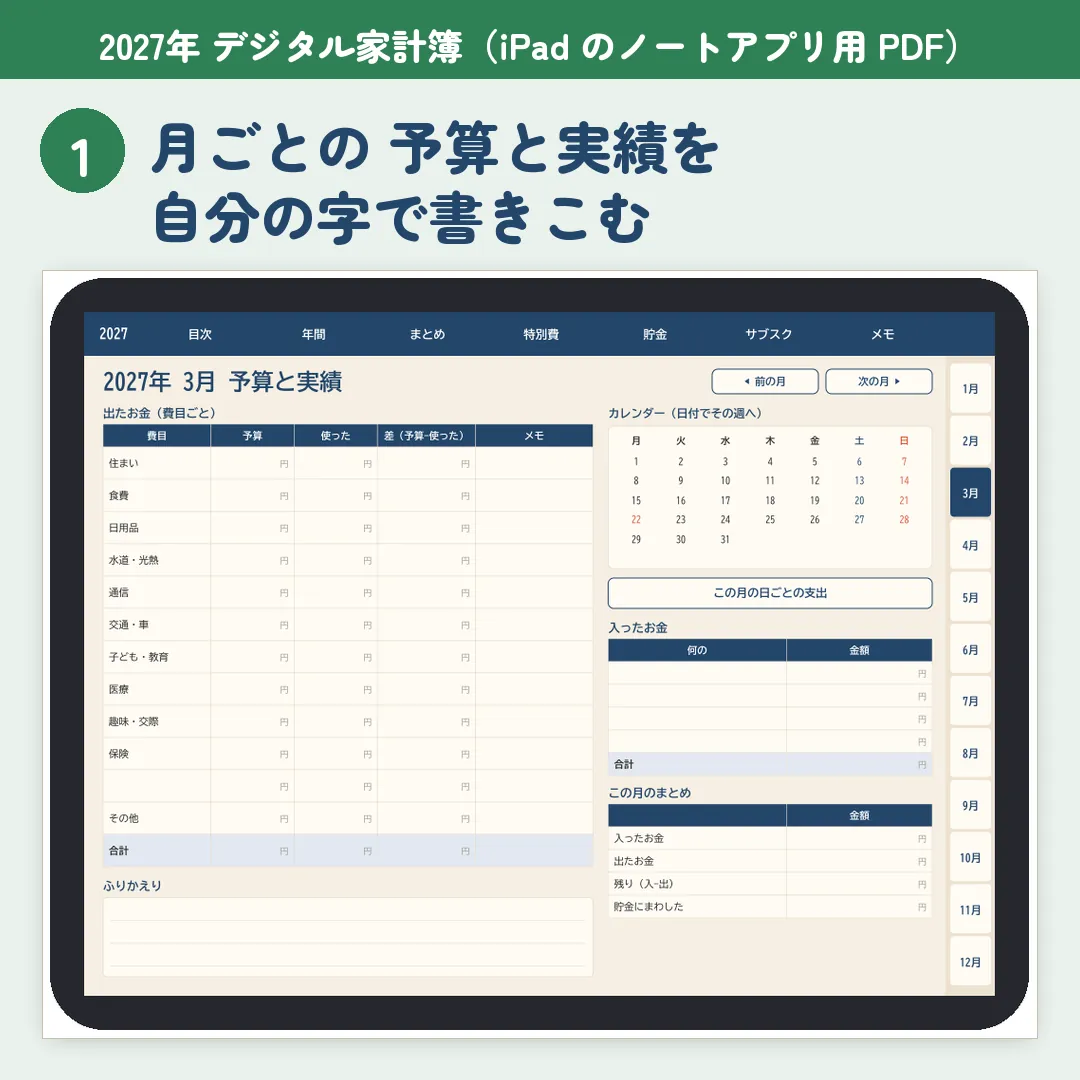 2027年 デジタル家計簿（iPad のノートアプリ用 PDF）
1
月ごとの 予算と実績を
自分の字で書きこむ
2027 目次 年間 まとめ 特別費 貯金 サブスク メモ
2027年 3月 予算と実績
◂ 前の月 次の月 ▸
出たお金（費目ごと）
費目 予算 使った 差（予算-使った） メモ
住まい 円 円 円
食費 円 円 円
日用品 円 円 円
水道・光熱 円 円 円
通信 円 円 円
交通・車 円 円 円
子ども・教育 円 円 円
医療 円 円 円
趣味・交際 円 円 円
保険 円 円 円
円 円 円
その他 円 円 円
合計 円 円 円
ふりかえり
カレンダー（日付でその週へ）
月 火 水 木 金 土 日
1 2 3 4 5 6 7
8 9 10 11 12 13 14
15 16 17 18 19 20 21
22 23 24 25 26 27 28
29 30 31
この月の日ごとの支出
入ったお金
何の 金額
円
円
円
円
合計 円
この月のまとめ
金額
入ったお金 円
出たお金 円
残り（入-出） 円
貯金にまわした 円
1月
2月
3月
4月
5月
6月
7月
8月
9月
10月
11月
12月